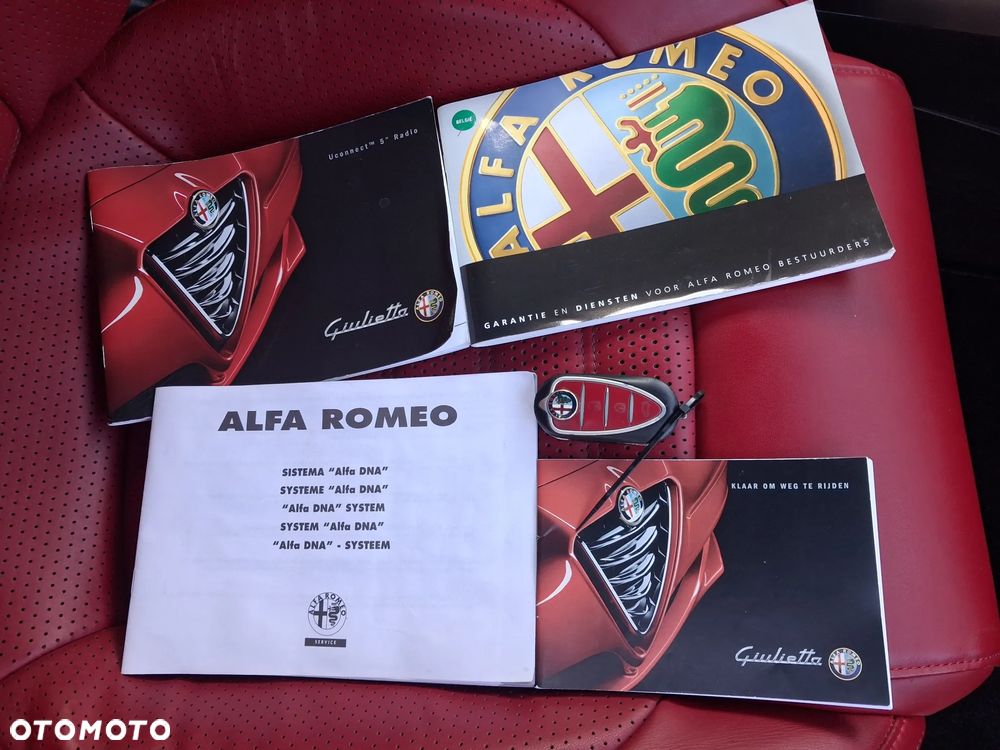 Uconnect™ 5" Radio
Giulietta
BELGIË
ALFA ROMEO
GARANTIE EN DIENSTEN VOOR ALFA ROMEO BESTUURDERS
ALFA ROMEO
SISTEMA “Alfa DNA”
SYSTEME “Alfa DNA”
“Alfa DNA” SYSTEM
SYSTEM “Alfa DNA”
“Alfa DNA” - SYSTEEM
ALFA ROMEO
SERVICE
KLAAR OM WEG TE RIJDEN
Giulietta
OTOMOTO